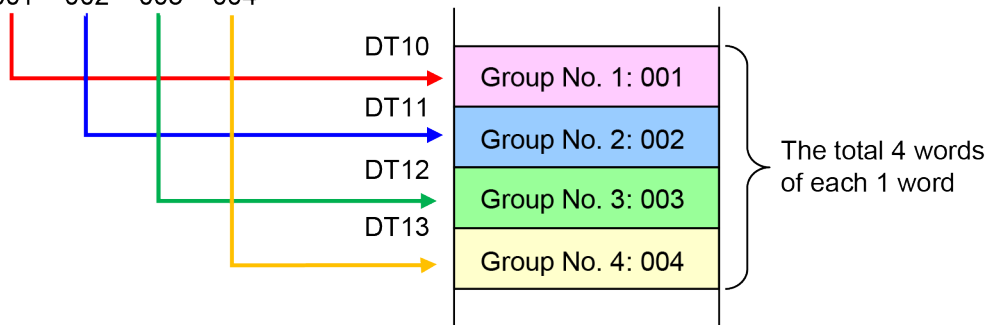 DT10
Group No. 1: 001
DT11
Group No. 2: 002
DT12
Group No. 3: 003
DT13
Group No. 4: 004
The total 4 words
of each 1 word